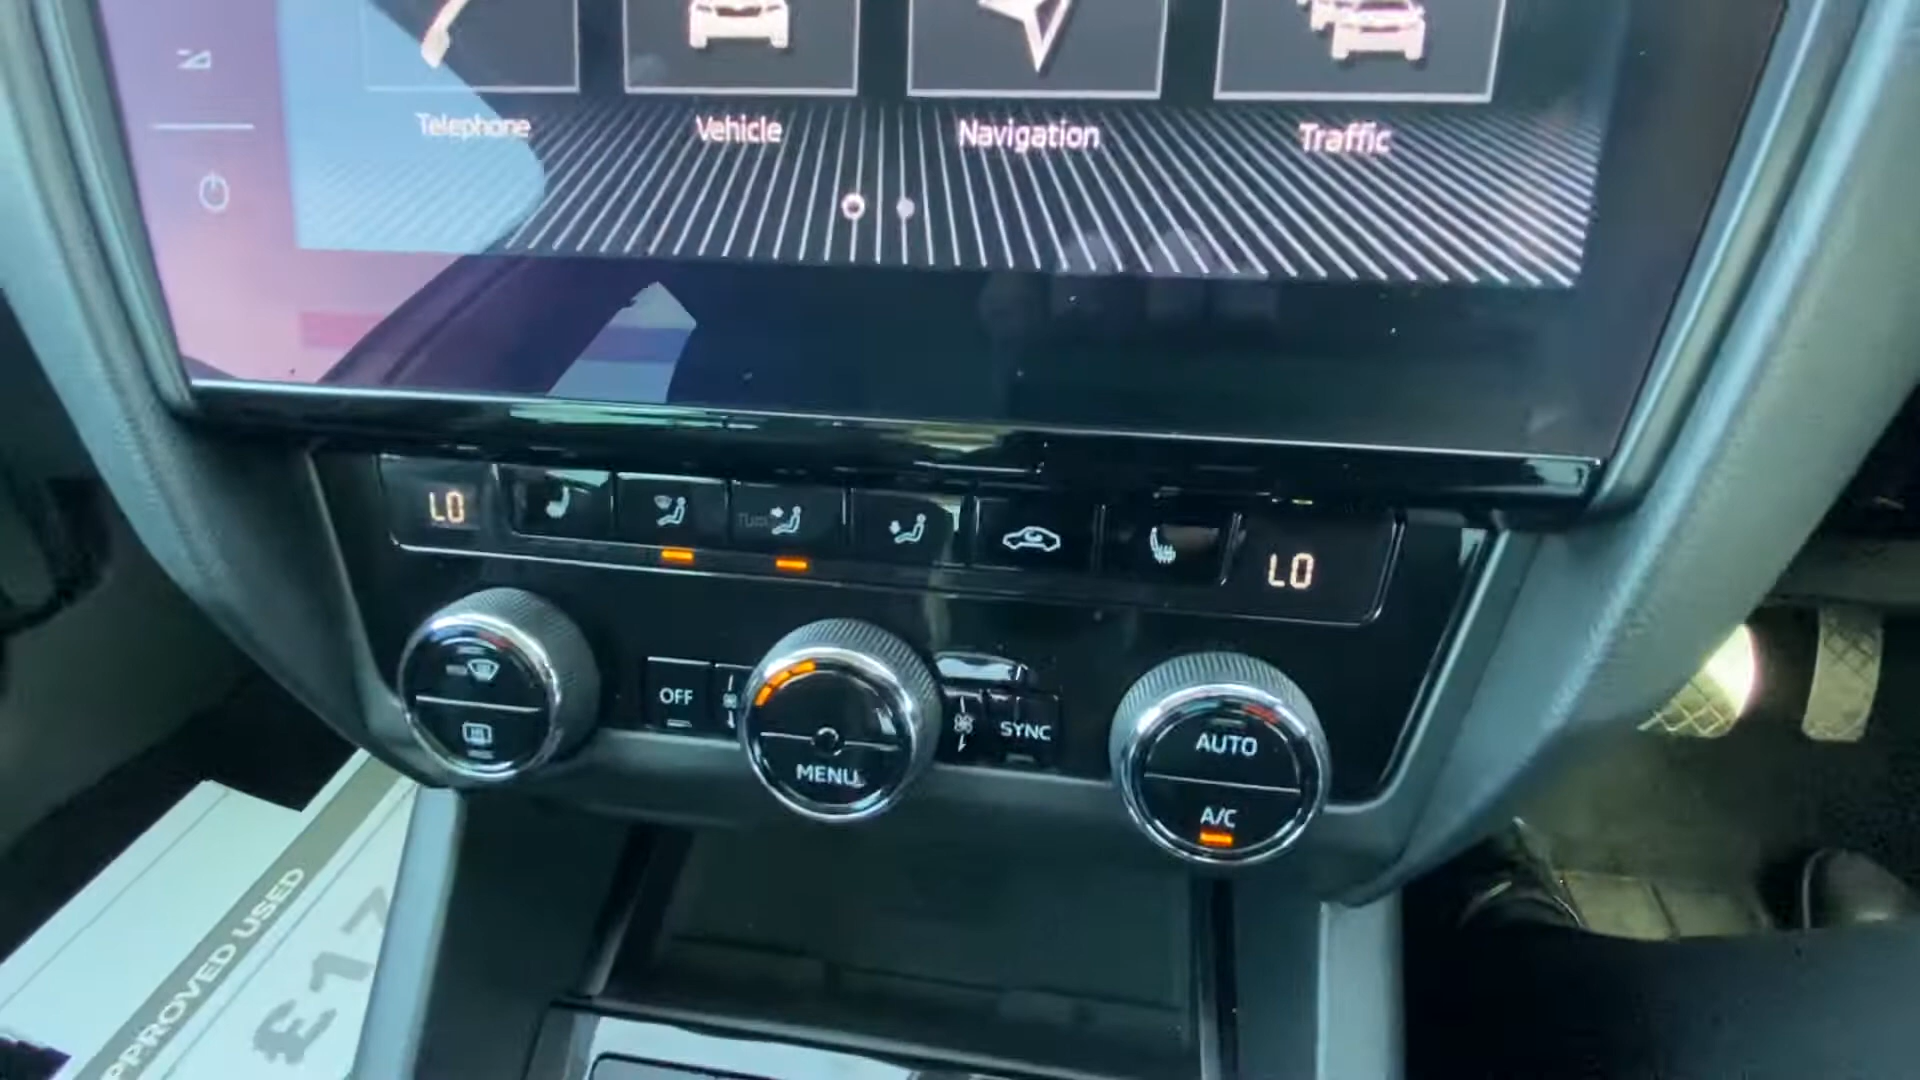 Telephone
Vehicle
Navigation
Traffic
LO
LO
OFF
SYNC
MENU
AUTO
A/C
APPROVED USED
£17